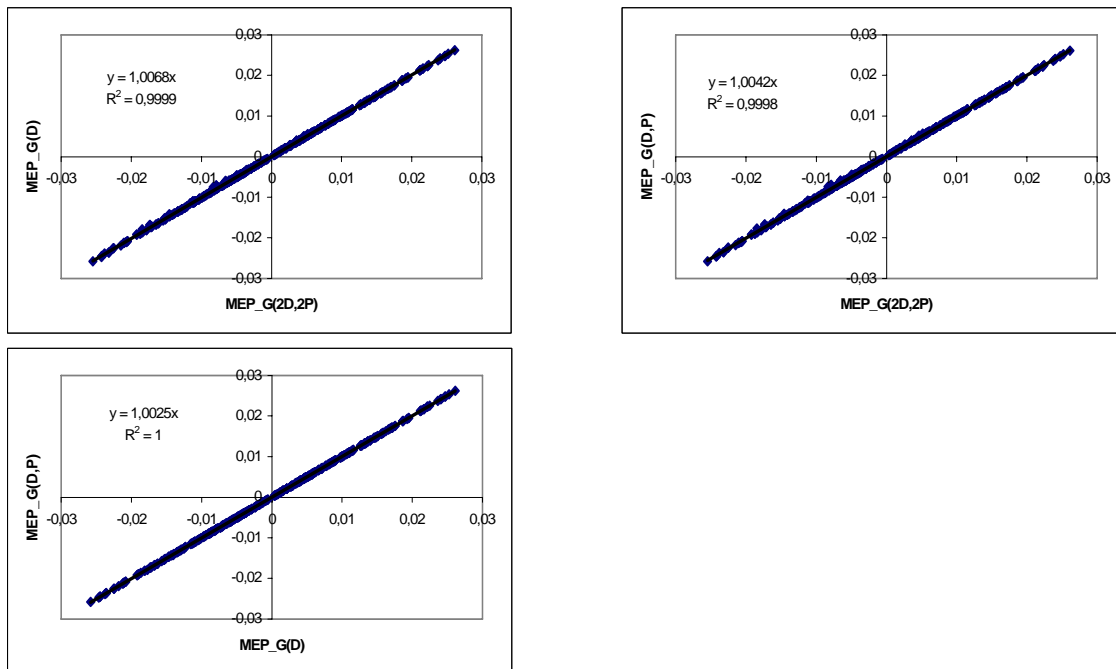 0,03
0,02
0,01
0
-0,01
-0,02
-0,03
-0,03 -0,02 -0,01 0 0,01 0,02 0,03
y = 1,0068x
R² = 0,9999
MEP_G(D)
MEP_G(2D,2P)
0,03
0,02
0,01
0
-0,01
-0,02
-0,03
-0,03 -0,02 -0,01 0 0,01 0,02 0,03
y = 1,0042x
R² = 0,9998
MEP_G(D,P)
MEP_G(2D,2P)
0,03
0,02
0,01
0
-0,01
-0,02
-0,03
-0,03 -0,02 -0,01 0 0,01 0,02 0,03
y = 1,0025x
R² = 1
MEP_G(D,P)
MEP_G(D)